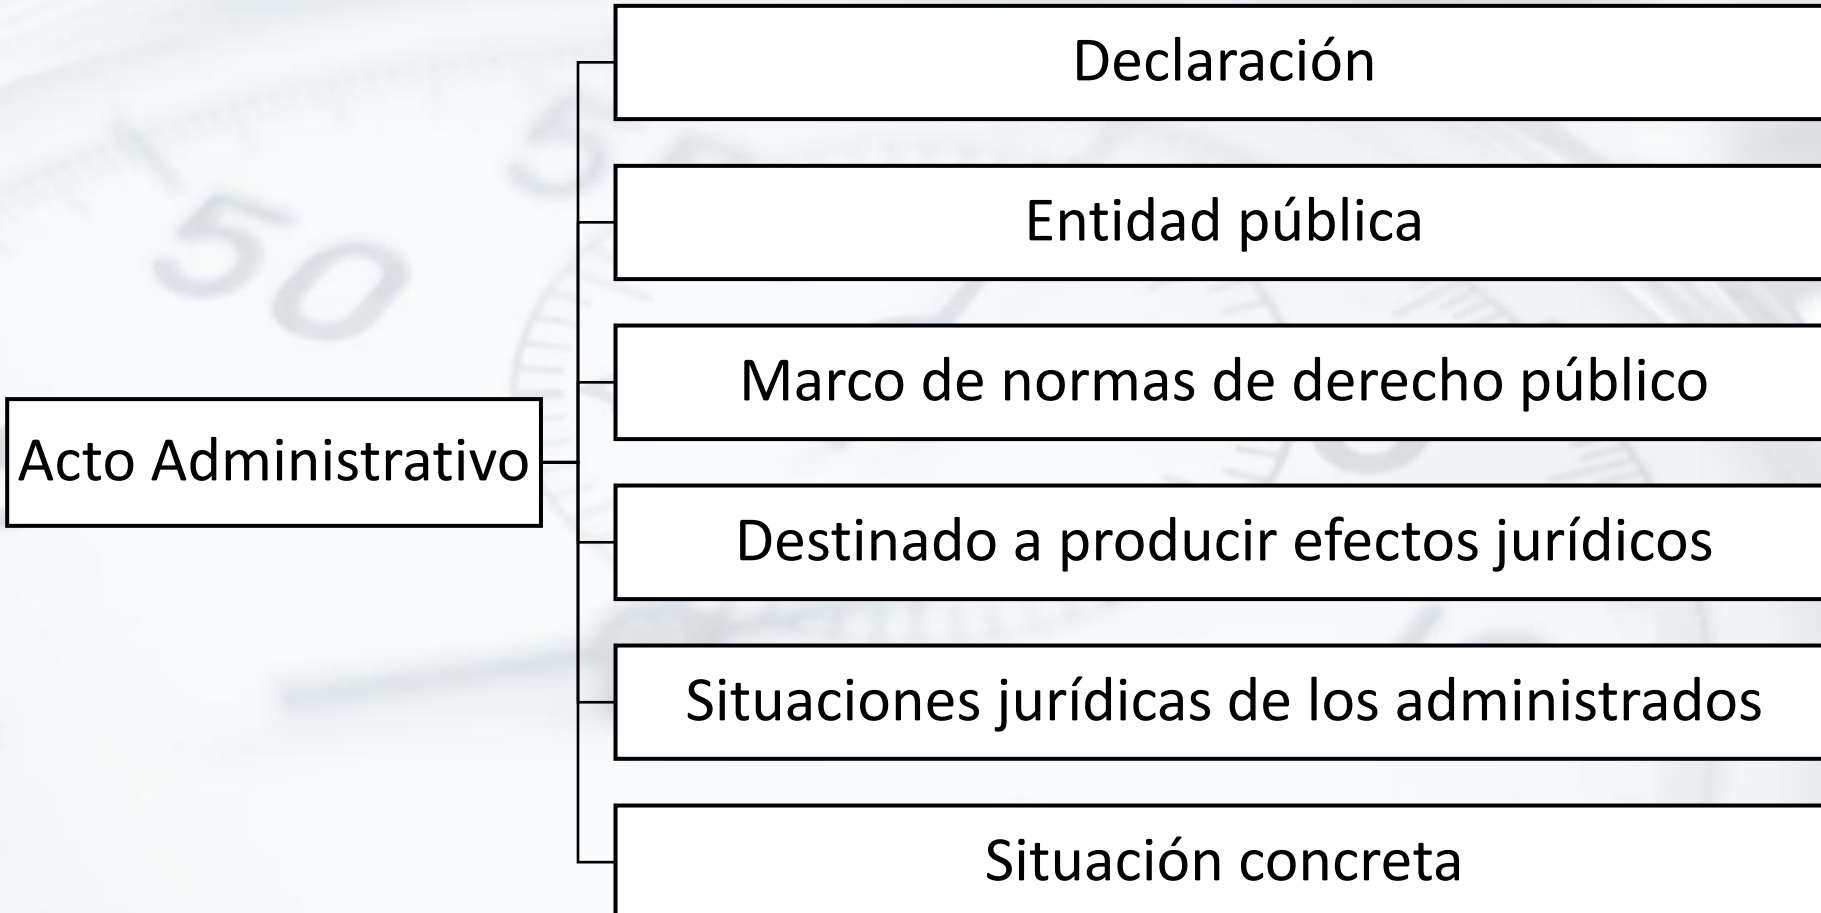 Declaración
Entidad pública
Marco de normas de derecho público
Acto Administrativo
Destinado a producir efectos jurídicos
Situaciones jurídicas de los administrados
Situación concreta
50